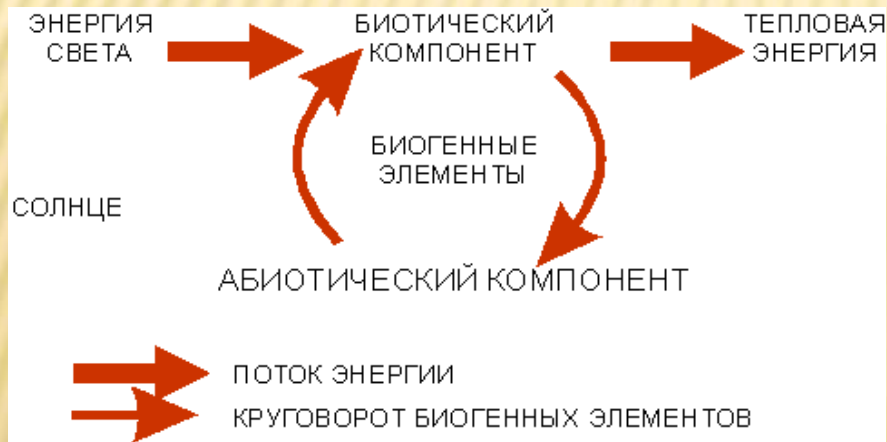 ЭНЕРГИЯ
СВЕТА
БИОТИЧЕСКИЙ
КОМПОНЕНТ
ТЕПЛОВАЯ
ЭНЕРГИЯ
БИОГЕННЫЕ
ЭЛЕМЕНТЫ
СОЛНЦЕ
АБИОТИЧЕСКИЙ КОМПОНЕНТ
ПОТОК ЭНЕРГИИ
КРУГОВОРОТ БИОГЕННЫХ ЭЛЕМЕНТОВ